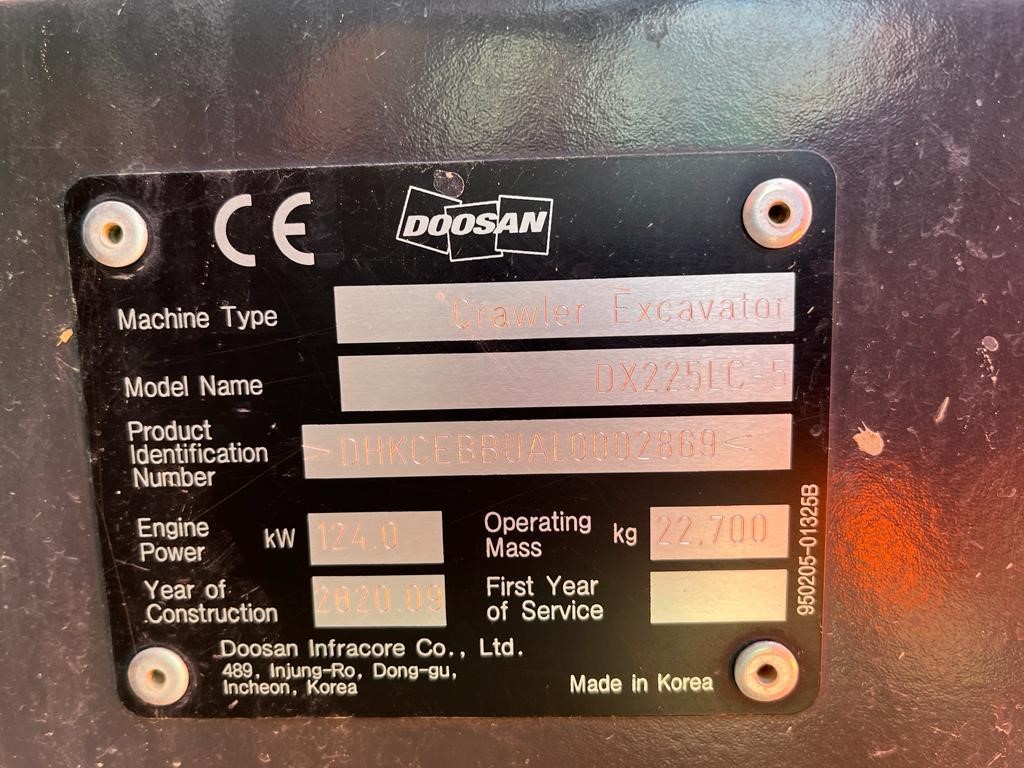 CE
DOOSAN
Machine Type Crawler Excavator
Model Name DX225LC-5
Product
Identification
Number
>DHKCEBBUAL0002869<
Engine
Power
kW 124.0
Operating
Mass
kg 22,700
Year of
Construction
2020.09
First Year
of Service
Doosan Infracore Co., Ltd.
489, Injung-Ro, Dong-gu,
Incheon, Korea
Made in Korea
950205-01325B